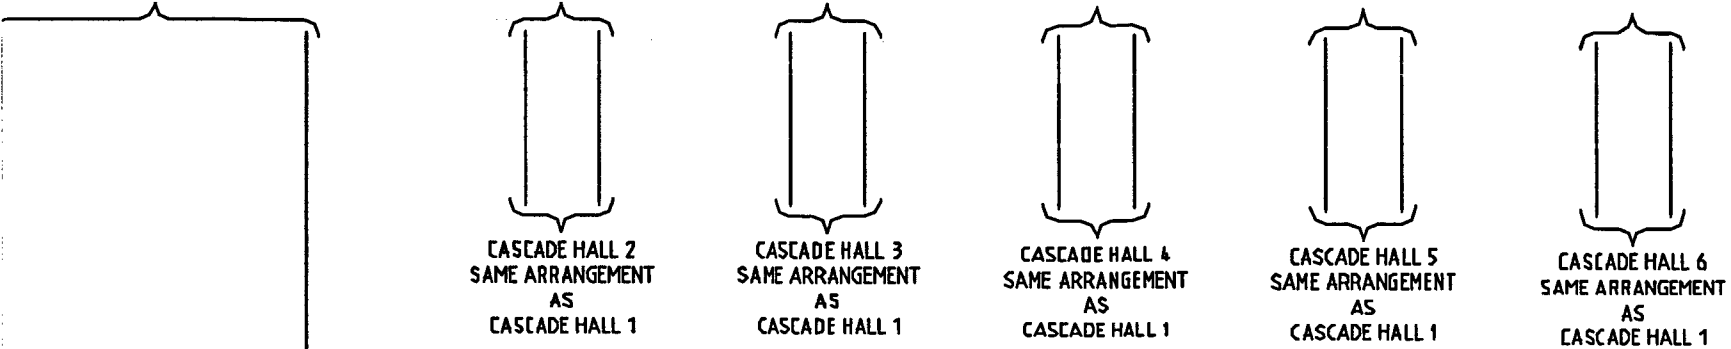 CASCADE HALL 2
SAME ARRANGEMENT
AS
CASCADE HALL 1
CASCADE HALL 3
SAME ARRANGEMENT
AS
CASCADE HALL 1
CASCADE HALL 4
SAME ARRANGEMENT
AS
CASCADE HALL 1
CASCADE HALL 5
SAME ARRANGEMENT
AS
CASCADE HALL 1
CASCADE HALL 6
SAME ARRANGEMENT
AS
CASCADE HALL 1